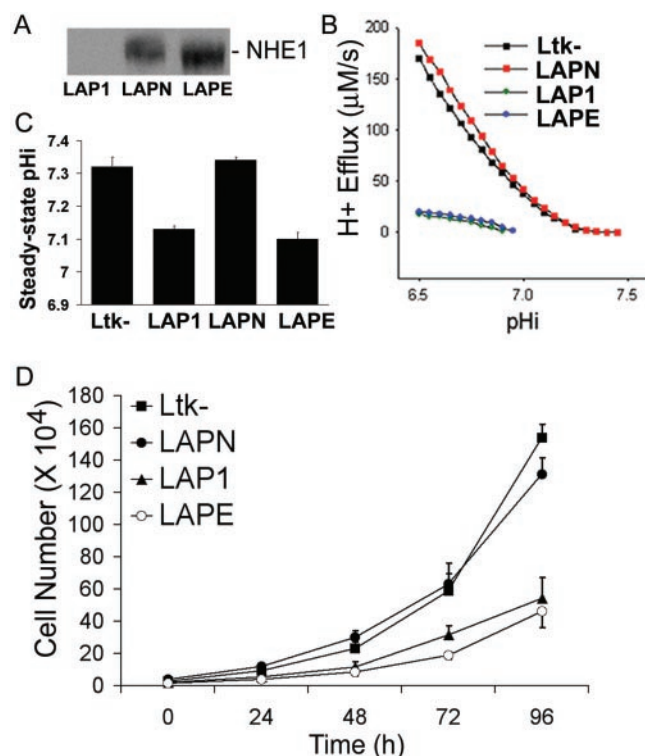 A
- NHE1
LAP1 LAPN LAPE
B
H+ Efflux (μM/s)
200
150
100
50
0
Ltk-
LAPN
LAP1
LAPE
6.5 7.0 7.5
pHi
C
Steady-state pHi
7.4
7.3
7.2
7.1
7
6.9
Ltk- LAP1 LAPN LAPE
D
Cell Number (X 10⁴)
180
160
140
120
100
80
60
40
20
0
Ltk-
LAPN
LAP1
LAPE
0 24 48 72 96
Time (h)